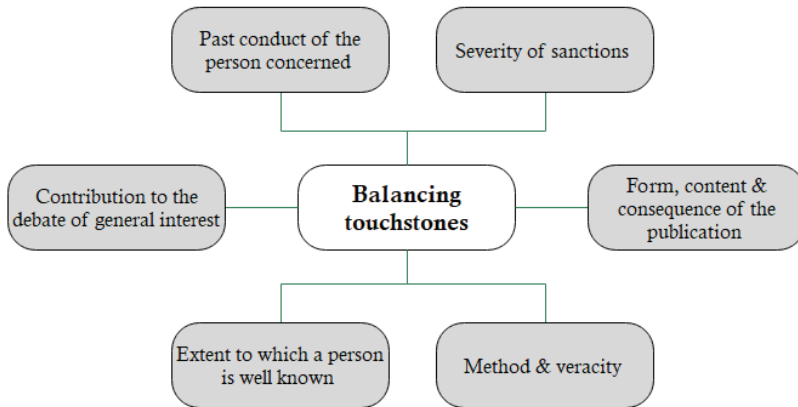 Past conduct of the
person concerned
Severity of sanctions
Contribution to the
debate of general interest
Balancing
touchstones
Form, content &
consequence of the
publication
Extent to which a person
is well known
Method & veracity